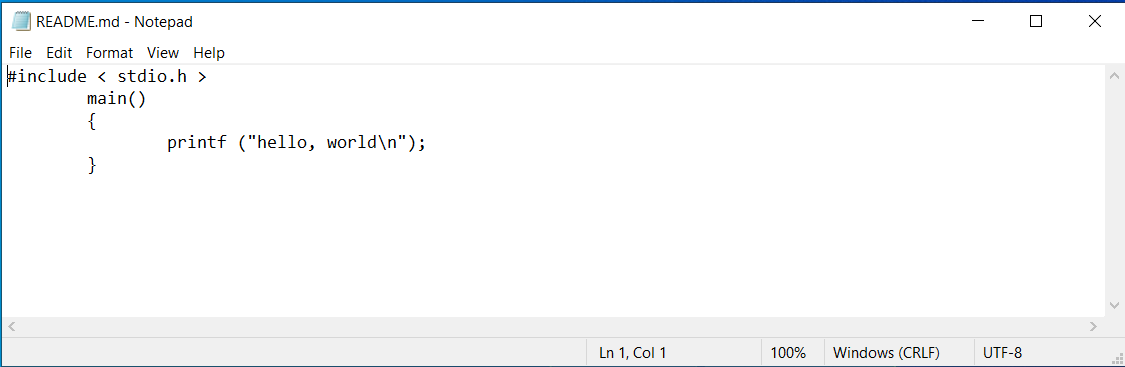 README.md - Notepad
File Edit Format View Help
#include < stdio.h >
main()
{
printf ("hello, world\n");
}
Ln 1, Col 1 100% Windows (CRLF) UTF-8